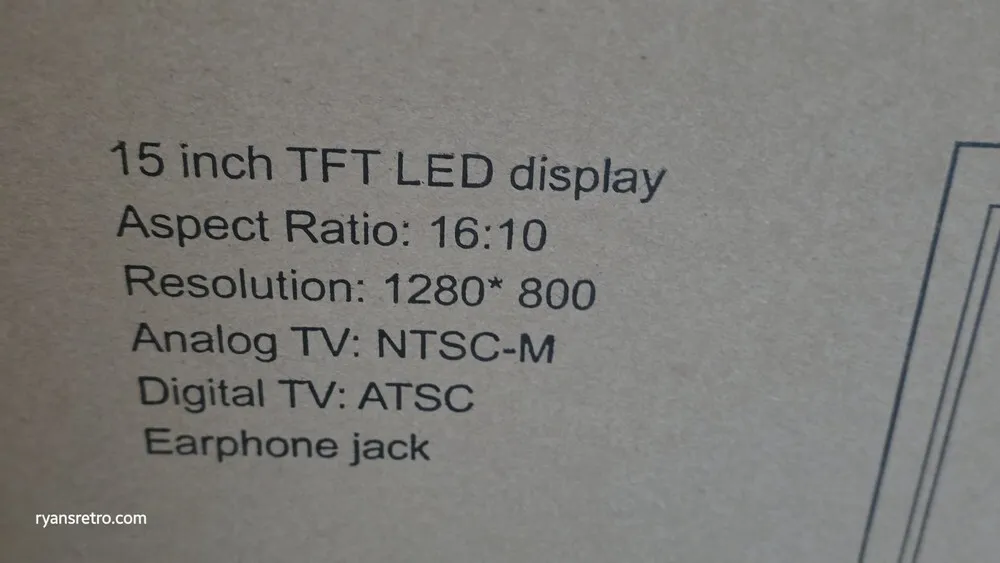 15 inch TFT LED display
Aspect Ratio: 16:10
Resolution: 1280* 800
Analog TV: NTSC-M
Digital TV: ATSC
Earphone jack
ryansretro.com